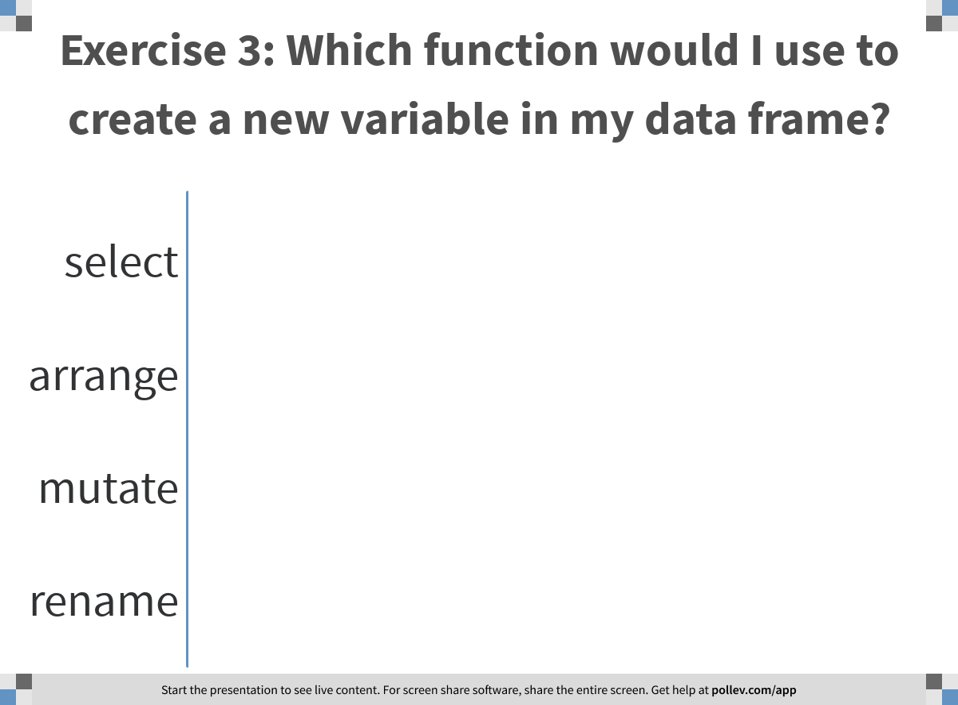 Exercise 3: Which function would I use to
create a new variable in my data frame?
select
arrange
mutate
rename
Start the presentation to see live content. For screen share software, share the entire screen. Get help at pollev.com/app